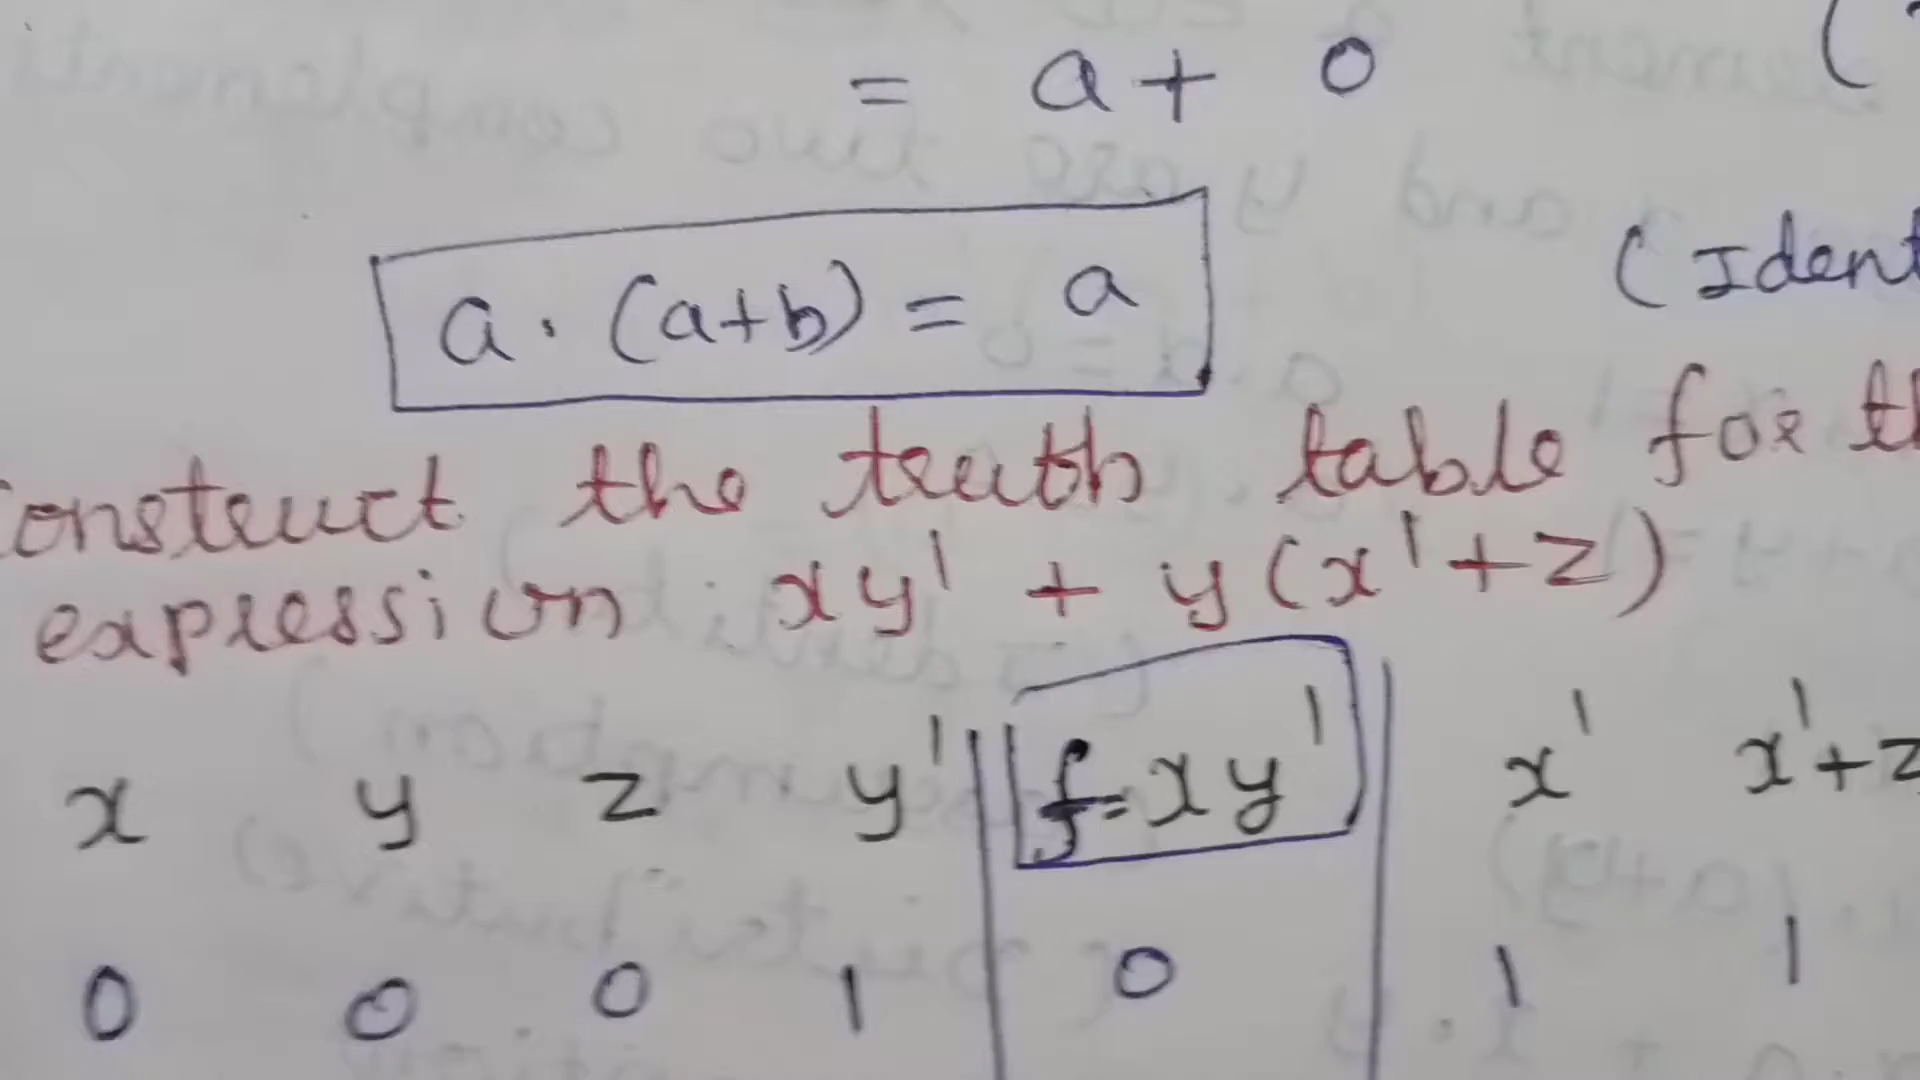 = a + 0 (
a . (a+b) = a (Ident
onstruct the truth table for th
expression xy' + y(x'+z)
x y z y' f=xy' x' x'+z
0 0 0 1 0 1 1